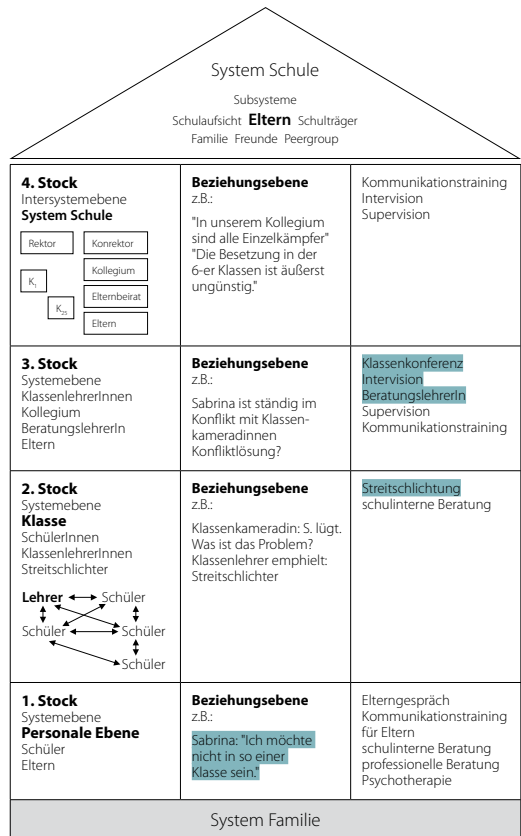 System Schule
Subsysteme
Schulaufsicht Eltern Schulträger
Familie Freunde Peergroup
4. Stock
Intersystemebene
System Schule
Rektor
Konrektor
K1
Kollegium
K25
Elternbeirat
Eltern
Beziehungsebene
z.B.:
"In unserem Kollegium
sind alle Einzelkämpfer"
"Die Besetzung in der
6-er Klassen ist äußerst
ungünstig."
Kommunikationstraining
Intervision
Supervision
3. Stock
Systemebene
KlassenlehrerInnen
Kollegium
BeratungslehrerIn
Eltern
Beziehungsebene
z.B.:
Sabrina ist ständig im
Konflikt mit Klassen-
kameradinnen
Konfliktlösung?
Klassenkonferenz
Intervision
BeratungslehrerIn
Supervision
Kommunikationstraining
2. Stock
Systemebene
Klasse
SchülerInnen
KlassenlehrerInnen
Streitschlichter
Lehrer Schüler
Schüler Schüler
Schüler
Beziehungsebene
z.B.:
Klassenkameradin: S. lügt.
Was ist das Problem?
Klassenlehrer emphielt:
Streitschlichter
Streitschlichtung
schulinterne Beratung
1. Stock
Systemebene
Personale Ebene
Schüler
Eltern
Beziehungsebene
z.B.:
Sabrina: "Ich möchte
nicht in so einer
Klasse sein."
Elterngespräch
Kommunikationstraining
für Eltern
schulinterne Beratung
professionelle Beratung
Psychotherapie
System Familie